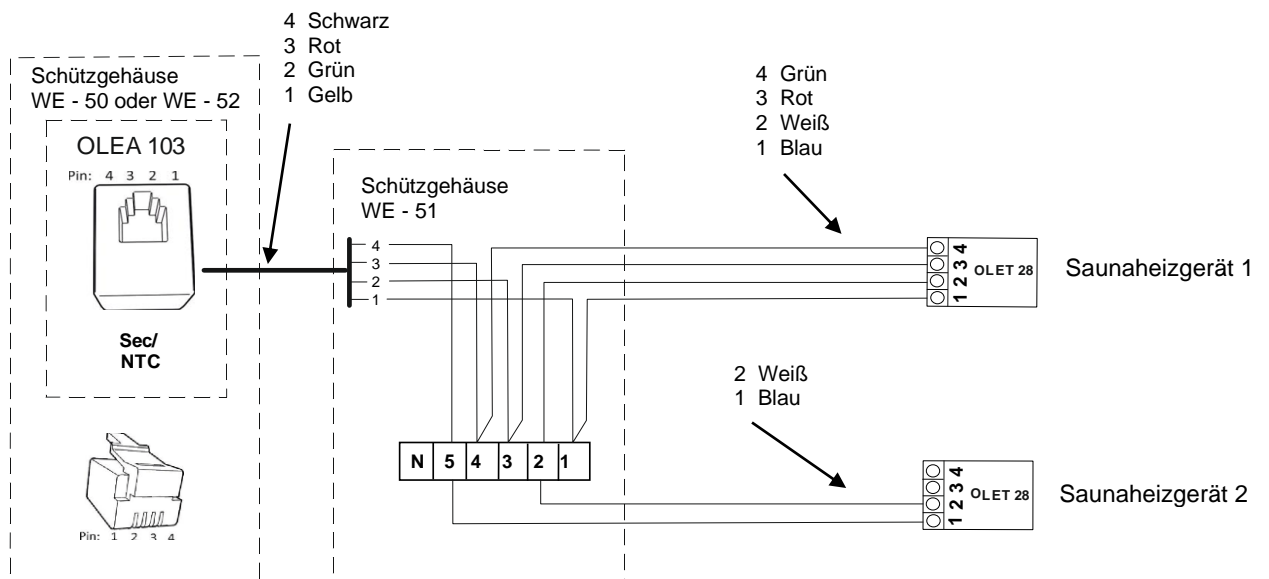 4 Schwarz
3 Rot
2 Grün
1 Gelb
Schützgehäuse
WE - 50 oder WE - 52
OLEA 103
Pin: 4 3 2 1
Sec/
NTC
Pin: 1 2 3 4
Schützgehäuse
WE - 51
4
3
2
1
N 5 4 3 2 1
4 Grün
3 Rot
2 Weiß
1 Blau
1 2 3 4
OLET 28
Saunaheizgerät 1
2 Weiß
1 Blau
1 2 3 4
OLET 28
Saunaheizgerät 2